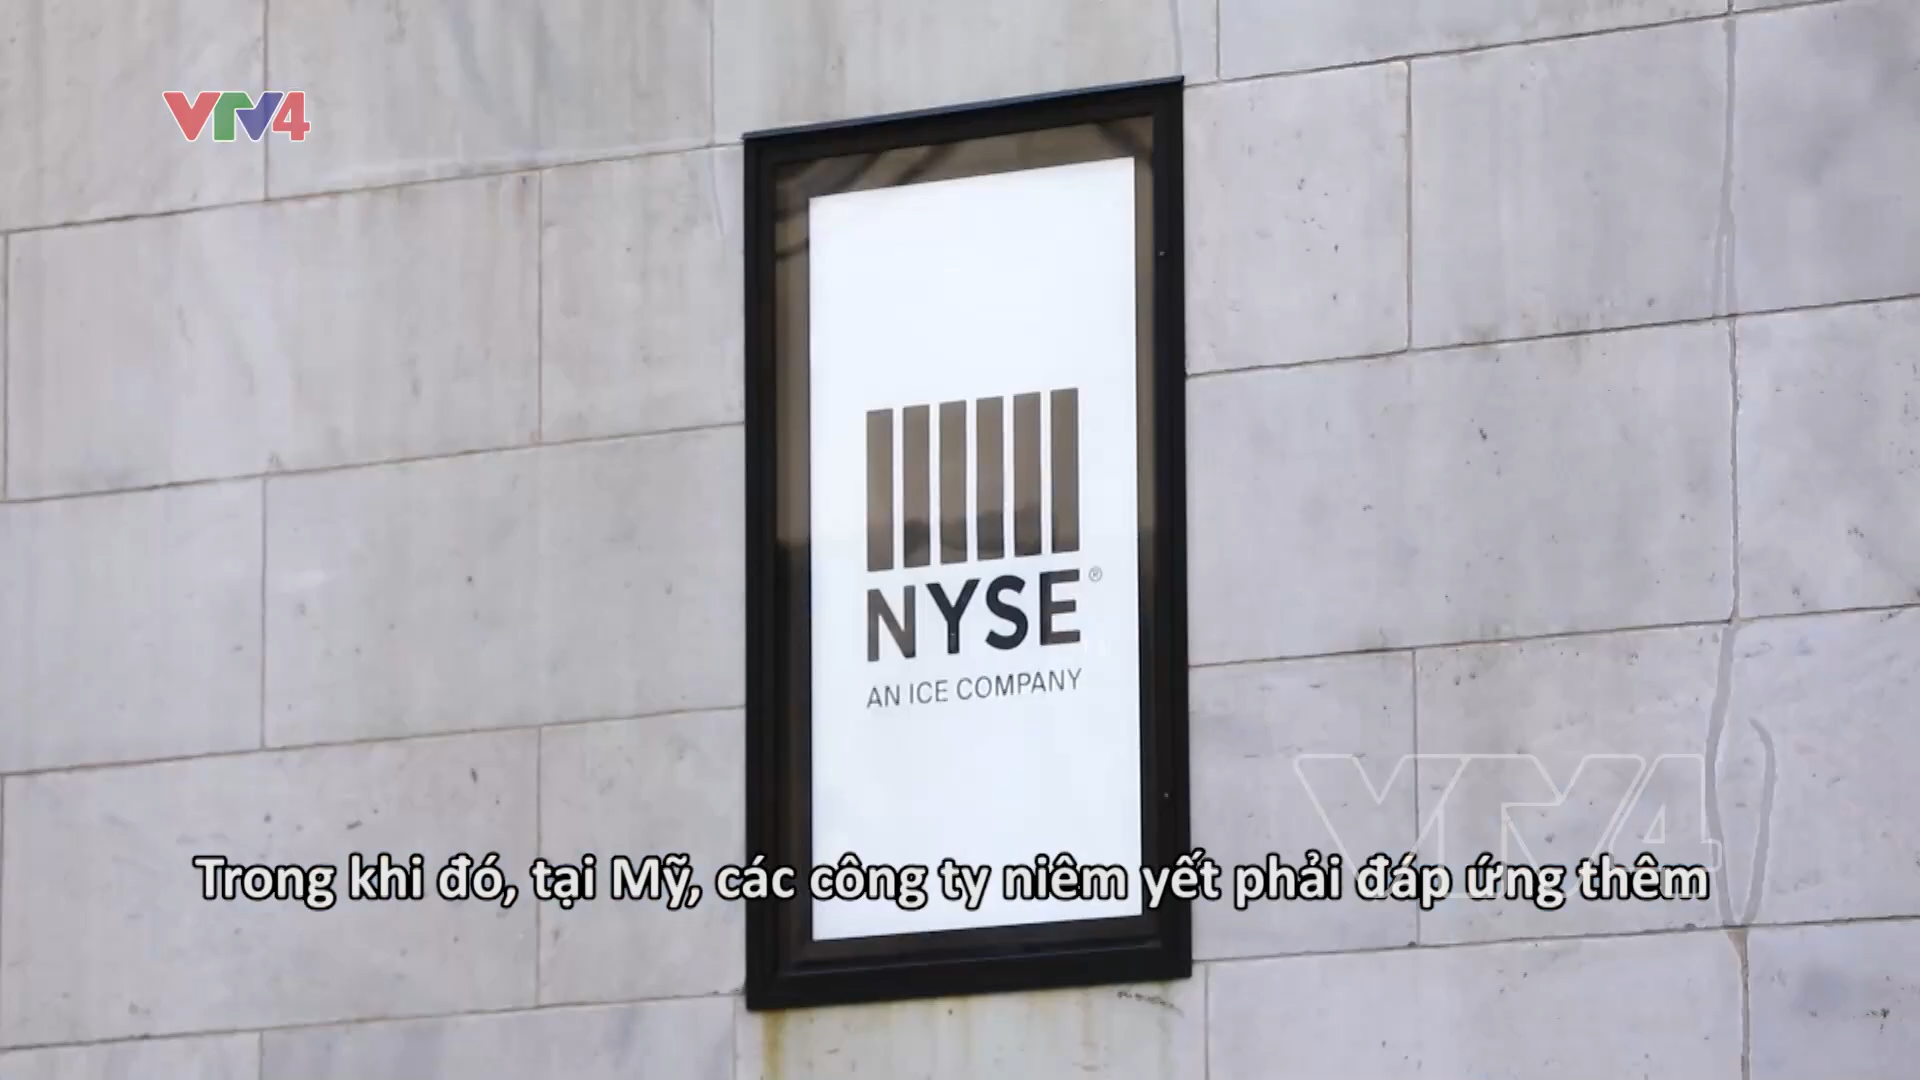 VTV4
NYSE®
AN ICE COMPANY
VTV4
Trong khi đó, tại Mỹ, các công ty niêm yết phải đáp ứng thêm